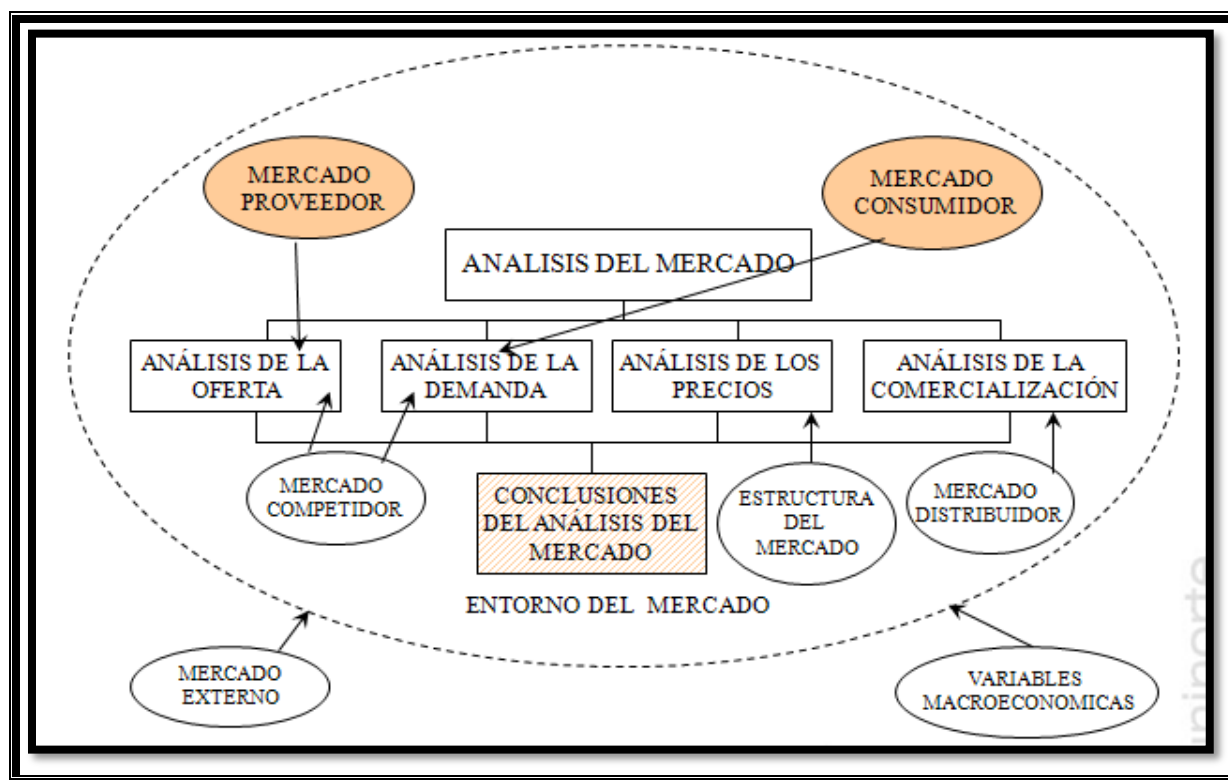 MERCADO
PROVEEDOR
MERCADO
CONSUMIDOR
ANALISIS DEL MERCADO
ANÁLISIS DE LA
OFERTA
ANÁLISIS DE LA
DEMANDA
ANÁLISIS DE LOS
PRECIOS
ANÁLISIS DE LA
COMERCIALIZACIÓN
MERCADO
COMPETIDOR
CONCLUSIONES
DEL ANÁLISIS DEL
MERCADO
ESTRUCTURA
DEL
MERCADO
MERCADO
DISTRIBUIDOR
ENTORNO DEL MERCADO
MERCADO
EXTERNO
VARIABLES
MACROECONOMICAS
uninorte